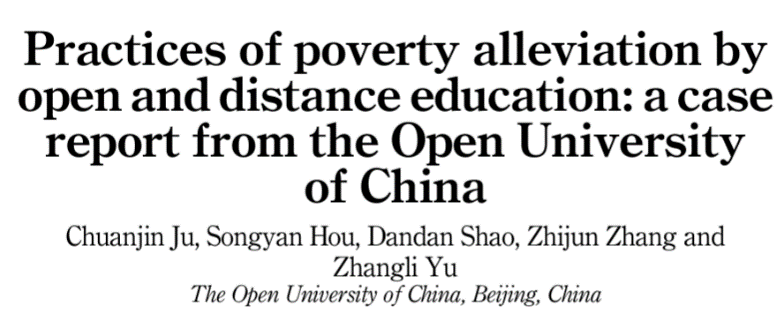 Practices of poverty alleviation by
open and distance education: a case
report from the Open University
of China
Chuanjin Ju, Songyan Hou, Dandan Shao, Zhijun Zhang and
Zhangli Yu
The Open University of China, Beijing, China